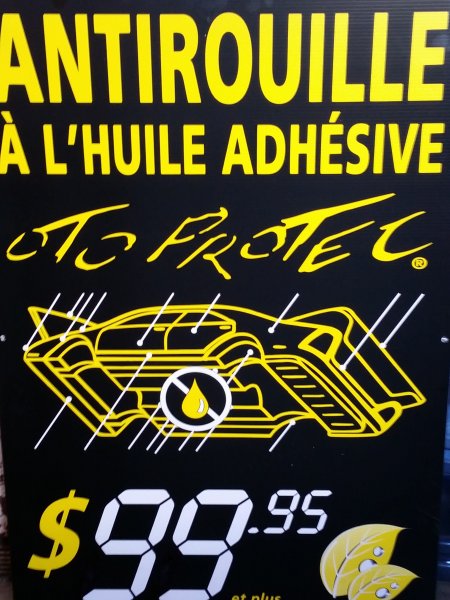 ANTIROUILLE
À L'HUILE ADHÉSIVE
OTO PROTEC ®
$99.95
et plus